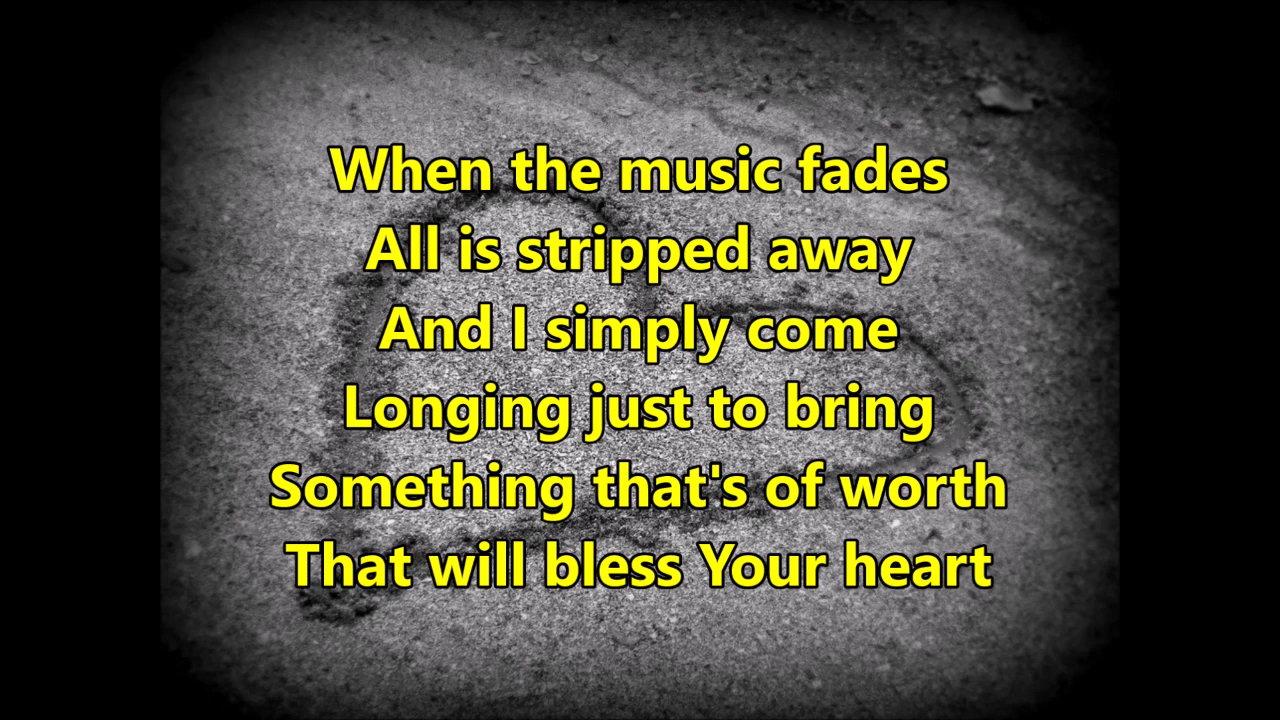 When the music fades
All is stripped away
And I simply come
Longing just to bring
Something that's of worth
That will bless Your heart